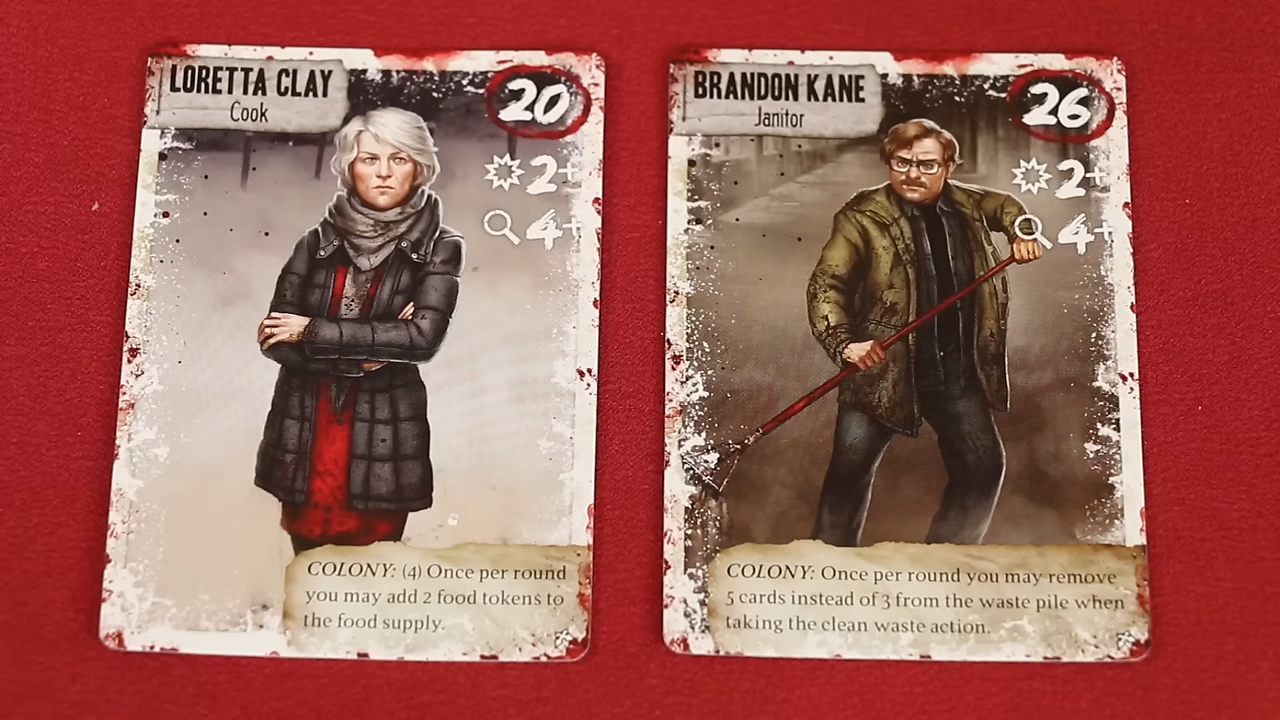 LORETTA CLAY
Cook
20
2+
4+
COLONY: (4) Once per round
you may add 2 food tokens to
the food supply.
BRANDON KANE
Janitor
26
2+
4+
COLONY: Once per round you may remove
5 cards instead of 3 from the waste pile when
taking the clean waste action.